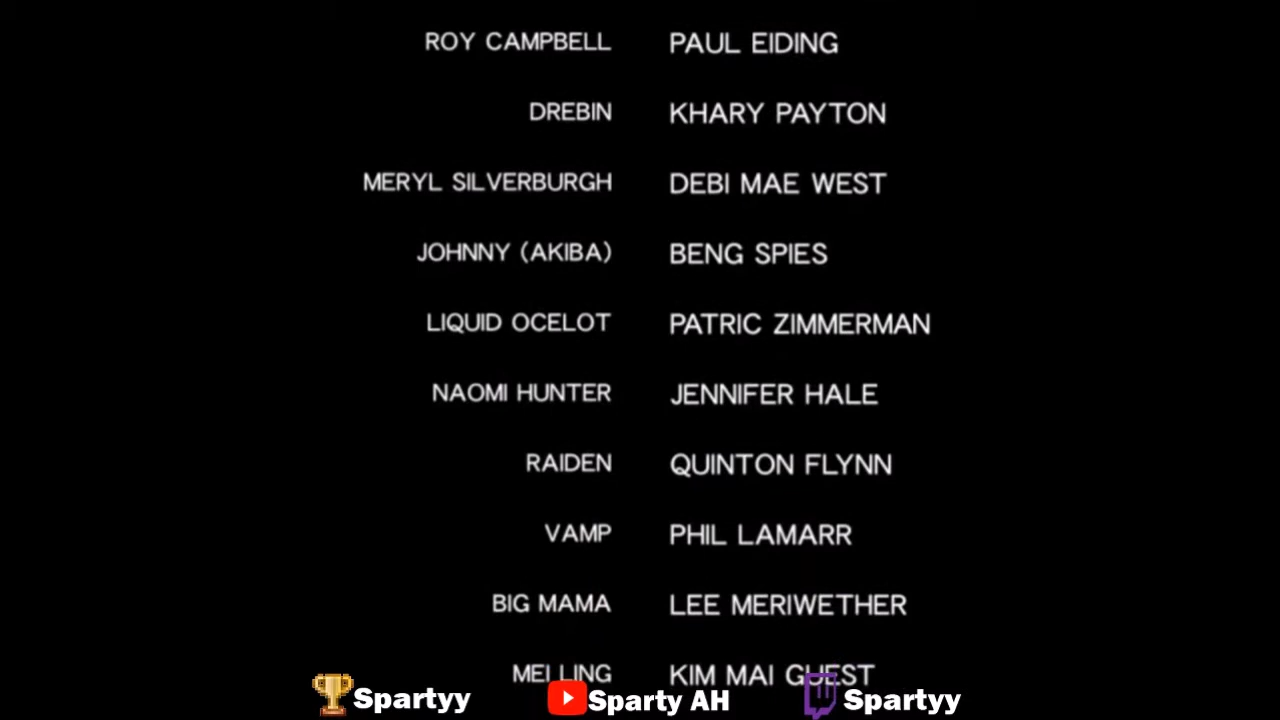 ROY CAMPBELL PAUL EIDING
DREBIN KHARY PAYTON
MERYL SILVERBURGH DEBI MAE WEST
JOHNNY (AKIBA) BENG SPIES
LIQUID OCELOT PATRIC ZIMMERMAN
NAOMI HUNTER JENNIFER HALE
RAIDEN QUINTON FLYNN
VAMP PHIL LAMARR
BIG MAMA LEE MERIWETHER
MEI LING KIM MAI GUEST
Spartyy Sparty AH Spartyy